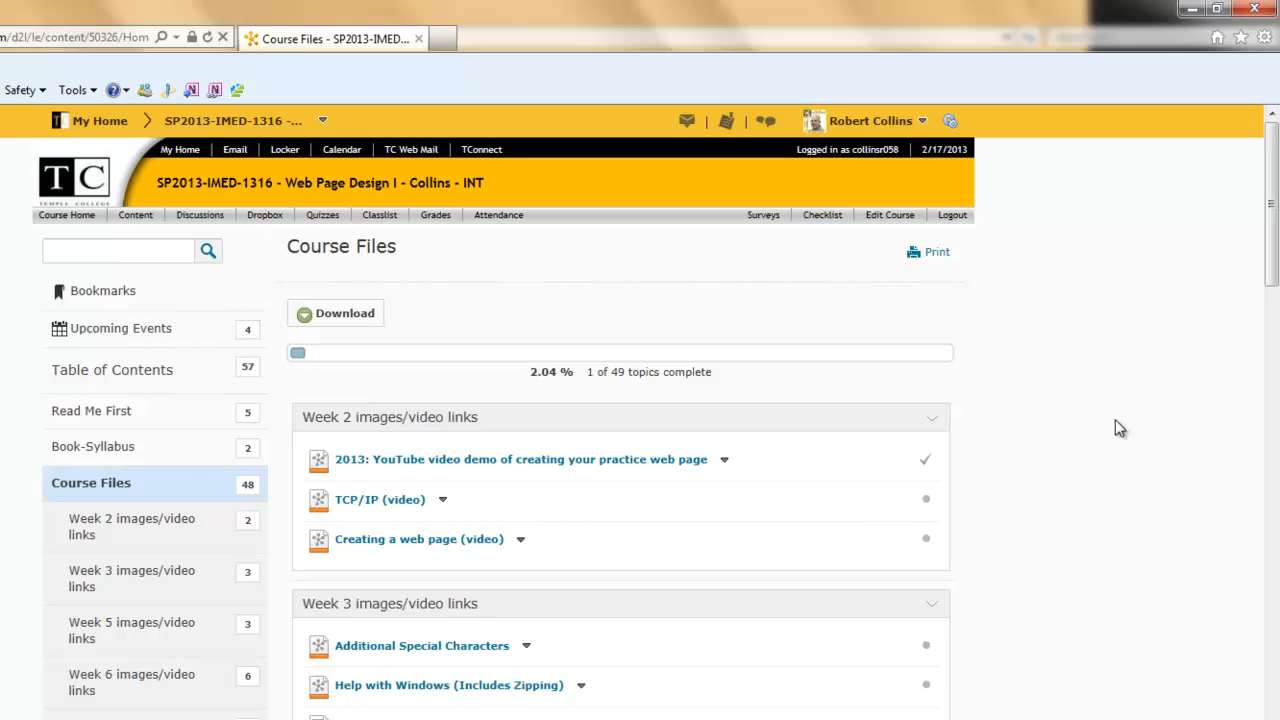 m/d2l/le/content/50326/Hom
Course Files - SP2013-IMED...
Safety Tools
TC My Home SP2013-IMED-1316 -... Robert Collins
My Home Email Locker Calendar TC Web Mail TConnect Logged in as collinsr058 2/17/2013
TC
TEMPLE COLLEGE
SP2013-IMED-1316 - Web Page Design I - Collins - INT
Course Home Content Discussions Dropbox Quizzes Classlist Grades Attendance Surveys Checklist Edit Course Logout
Course Files
Print
Bookmarks
Upcoming Events 4
Table of Contents 57
Read Me First 5
Book-Syllabus 2
Course Files 48
Week 2 images/video
links
2
Week 3 images/video
links
3
Week 5 images/video
links
3
Week 6 images/video
links
6
Download
2.04 % 1 of 49 topics complete
Week 2 images/video links
2013: YouTube video demo of creating your practice web page
TCP/IP (video)
Creating a web page (video)
Week 3 images/video links
Additional Special Characters
Help with Windows (Includes Zipping)